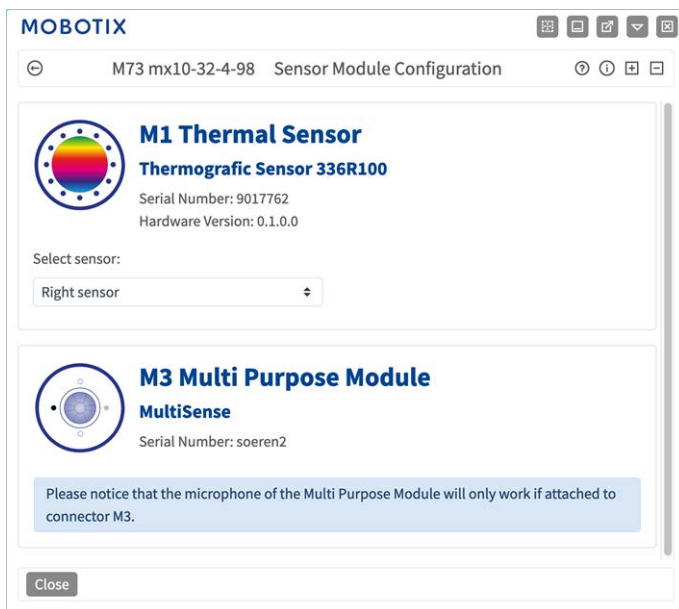 MOBOTIX
M73 mx10-32-4-98 Sensor Module Configuration
M1 Thermal Sensor
Thermografic Sensor 336R100
Serial Number: 9017762
Hardware Version: 0.1.0.0
Select sensor:
Right sensor
M3 Multi Purpose Module
MultiSense
Serial Number: soeren2
Please notice that the microphone of the Multi Purpose Module will only work if attached to
connector M3.
Close